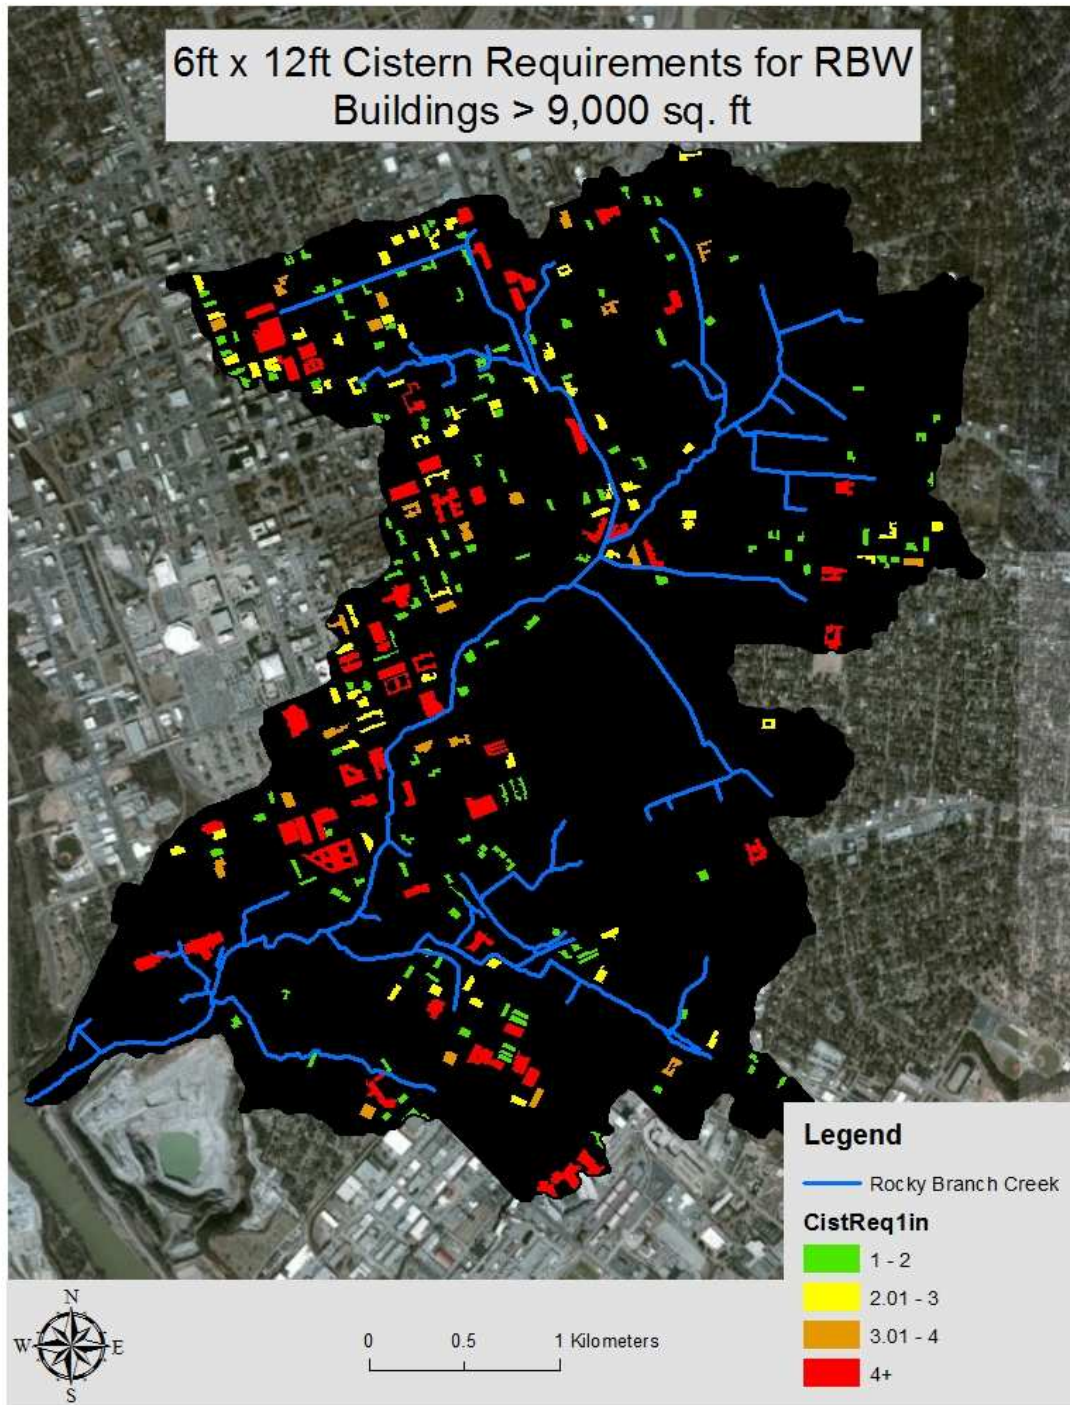 6ft x 12ft Cistern Requirements for RBW
Buildings > 9,000 sq. ft
Legend
Rocky Branch Creek
CistReq1in
1 - 2
2.01 - 3
3.01 - 4
4+
N
W E
S
0 0.5 1 Kilometers